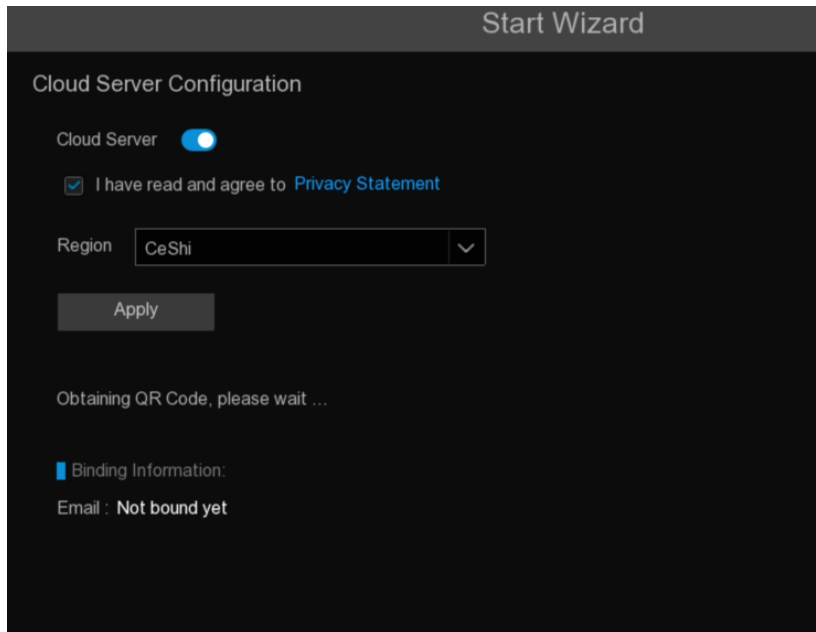 Start Wizard
Cloud Server Configuration
Cloud Server
I have read and agree to Privacy Statement
Region CeShi
Apply
Obtaining QR Code, please wait ...
Binding Information:
Email : Not bound yet